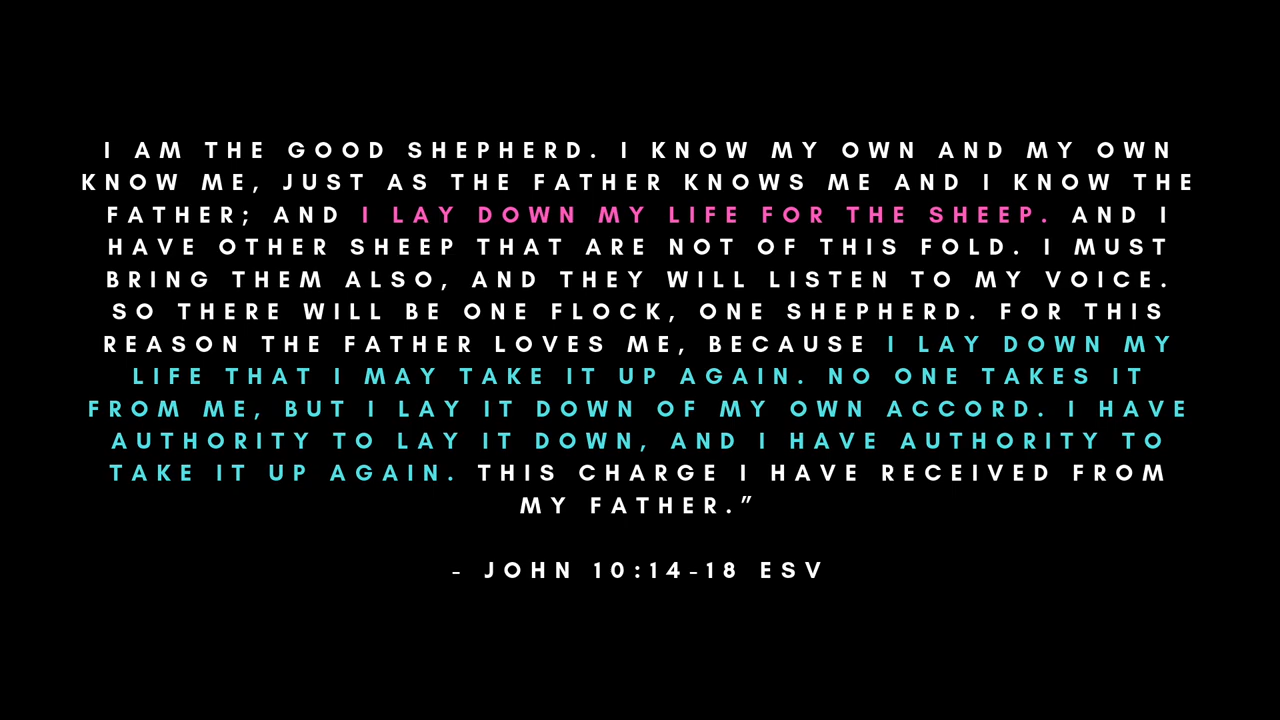 I AM THE GOOD SHEPHERD. I KNOW MY OWN AND MY OWN
KNOW ME, JUST AS THE FATHER KNOWS ME AND I KNOW THE
FATHER; AND I LAY DOWN MY LIFE FOR THE SHEEP. AND I
HAVE OTHER SHEEP THAT ARE NOT OF THIS FOLD. I MUST
BRING THEM ALSO, AND THEY WILL LISTEN TO MY VOICE.
SO THERE WILL BE ONE FLOCK, ONE SHEPHERD. FOR THIS
REASON THE FATHER LOVES ME, BECAUSE I LAY DOWN MY
LIFE THAT I MAY TAKE IT UP AGAIN. NO ONE TAKES IT
FROM ME, BUT I LAY IT DOWN OF MY OWN ACCORD. I HAVE
AUTHORITY TO LAY IT DOWN, AND I HAVE AUTHORITY TO
TAKE IT UP AGAIN. THIS CHARGE I HAVE RECEIVED FROM
MY FATHER.”
- JOHN 10:14-18 ESV